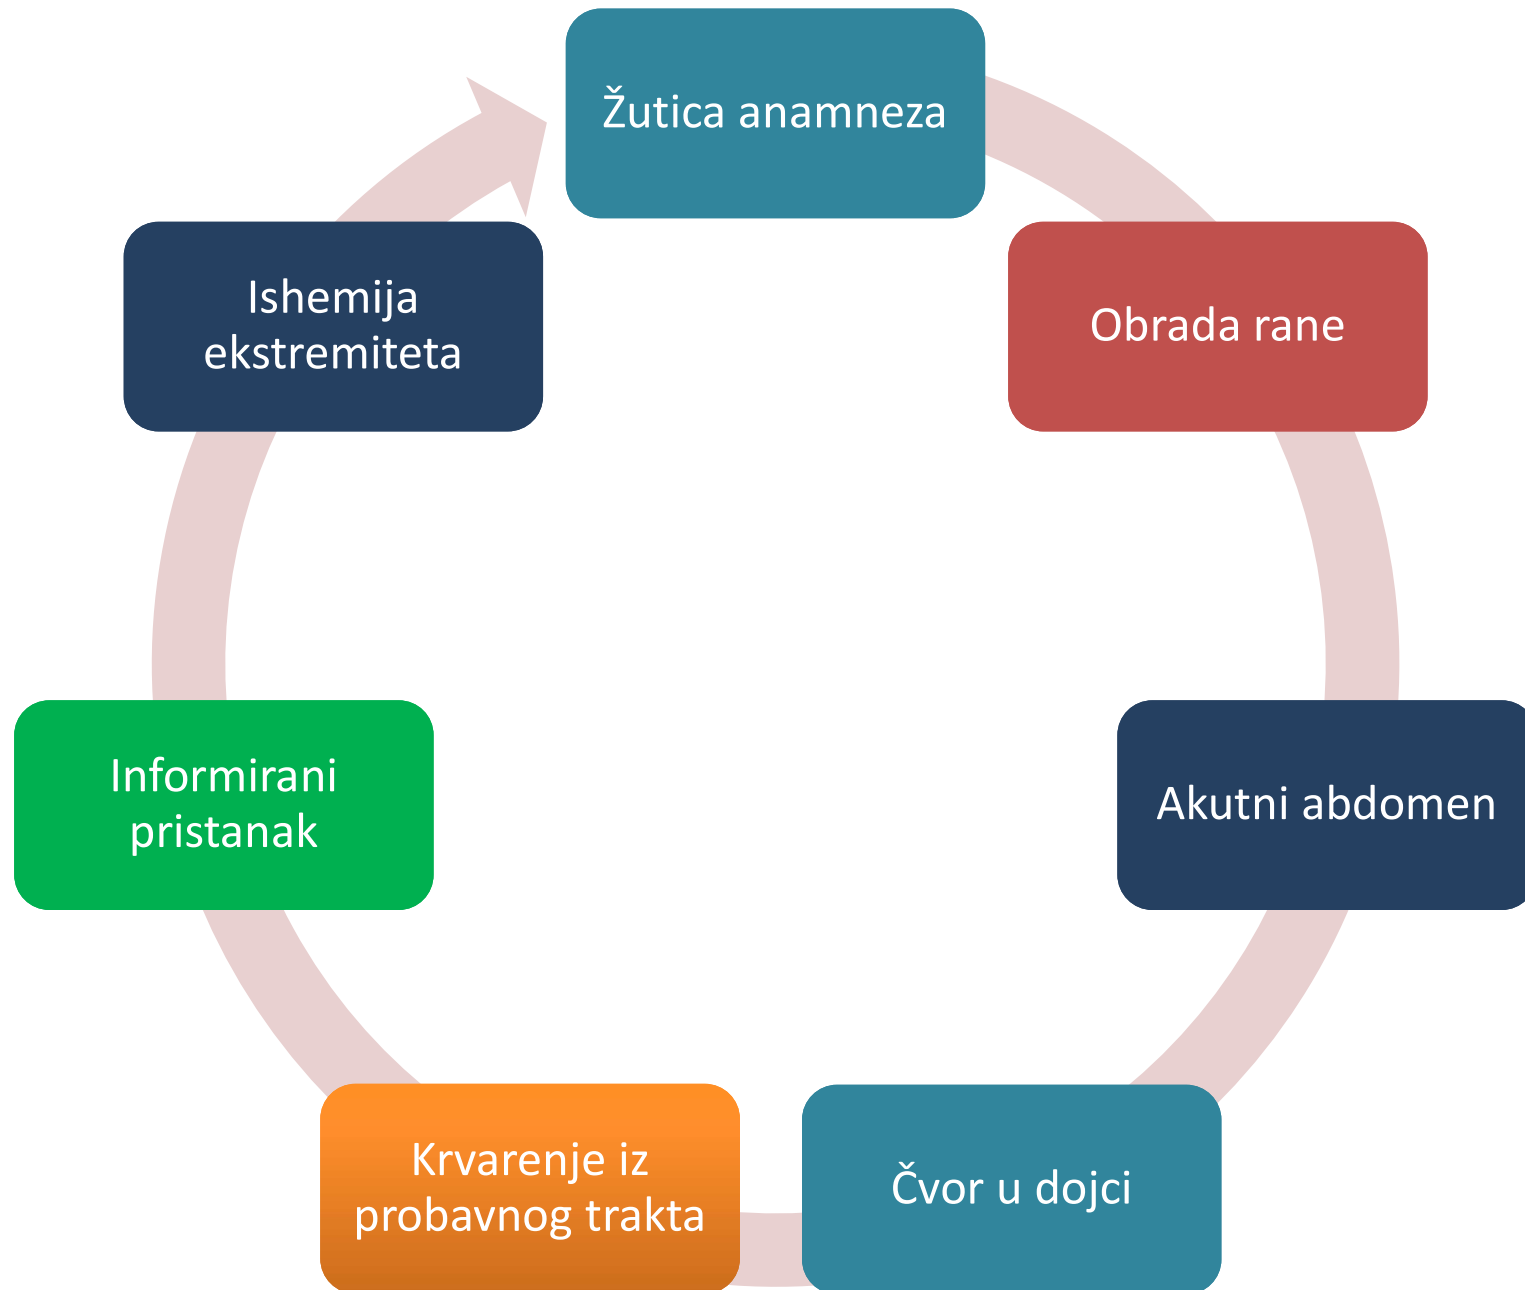 Žutica anamneza
Obrada rane
Akutni abdomen
Čvor u dojci
Krvarenje iz
probavnog trakta
Informirani
pristanak
Ishemija
ekstremiteta